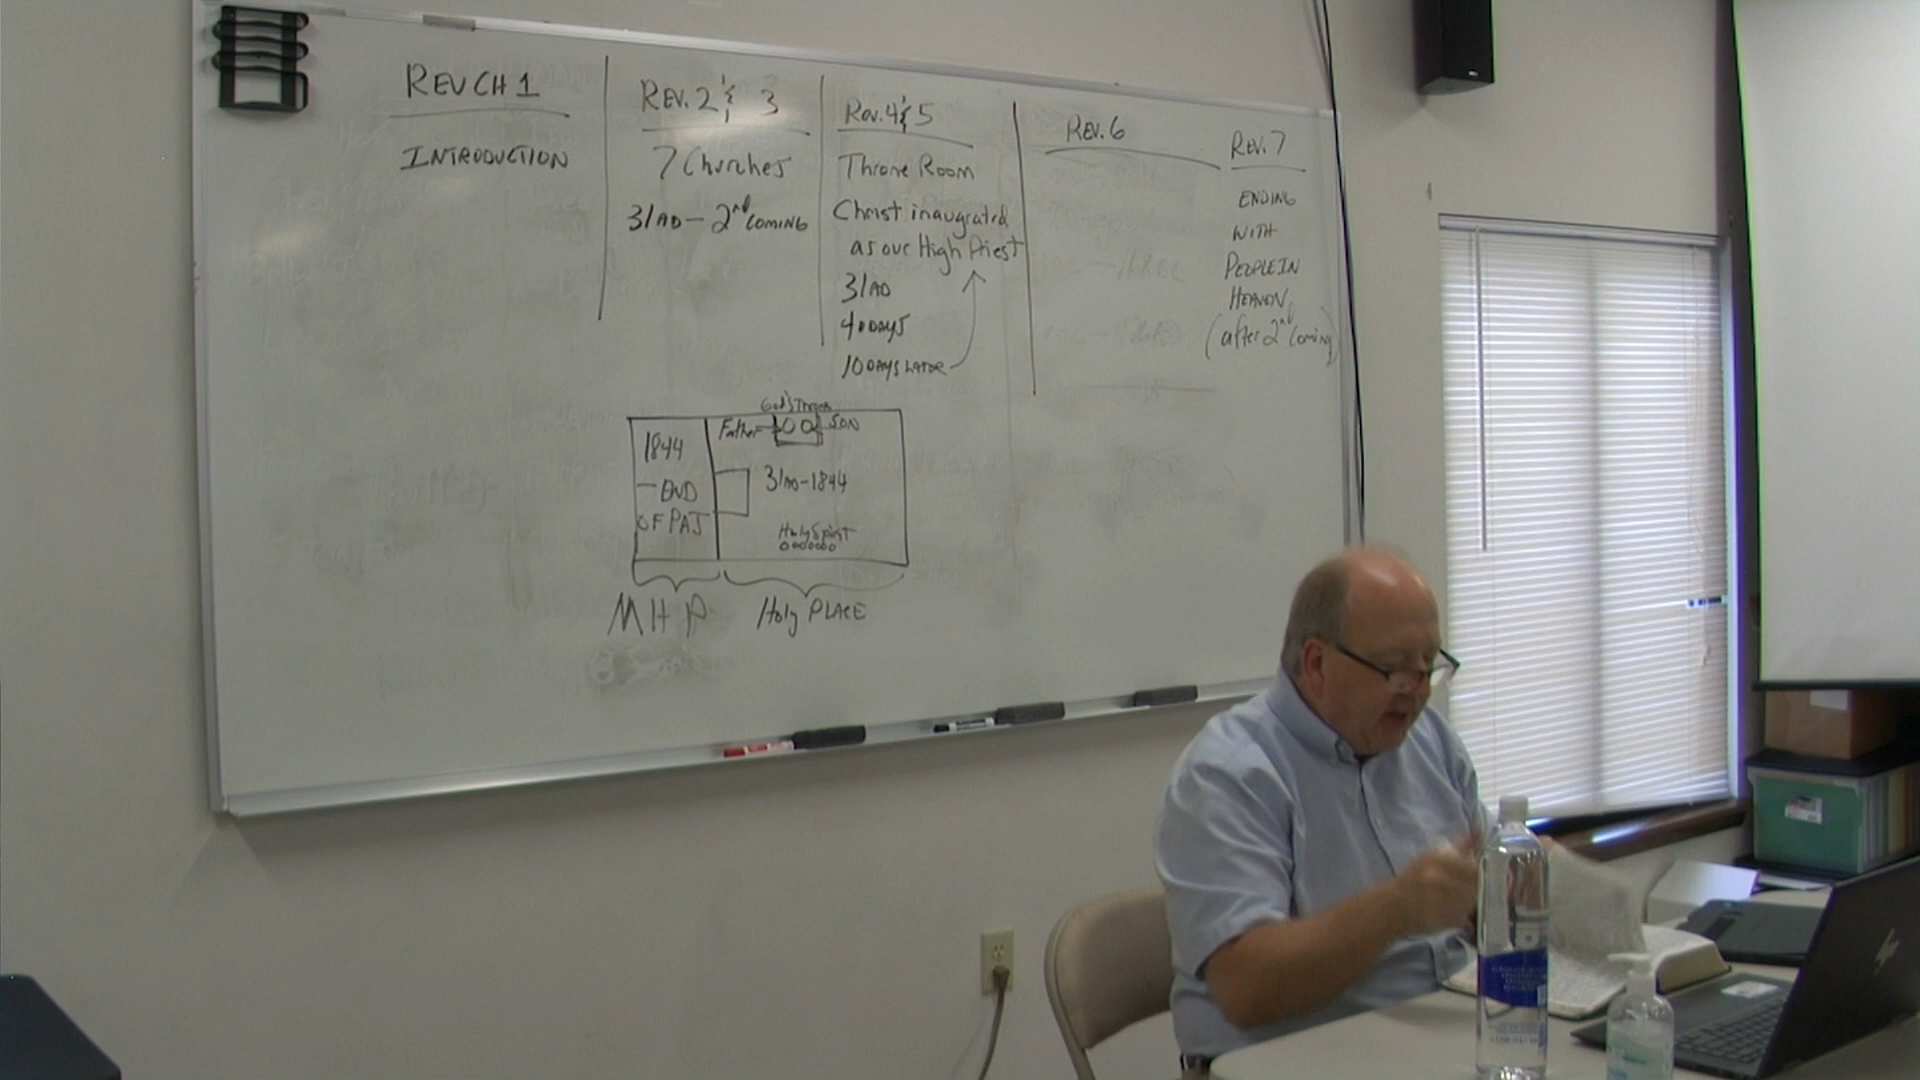 REV CH 1
INTRODUCTION
REV. 2 & 3
7 Churches
31 AD - 2nd COMING
Rev. 4 & 5
Throne Room
Christ inaugrated
as our High Priest
31 AD
40 DAYS
10 DAYS LATER
REV. 6
REV. 7
ENDING
WITH
PEOPLE IN
HEAVEN
(after 2nd Coming)
God's Throne
Father
SON
1844
- END
OF PAJ
31 AD - 1844
Holy Spirit
MHP
Holy PLACE
hp